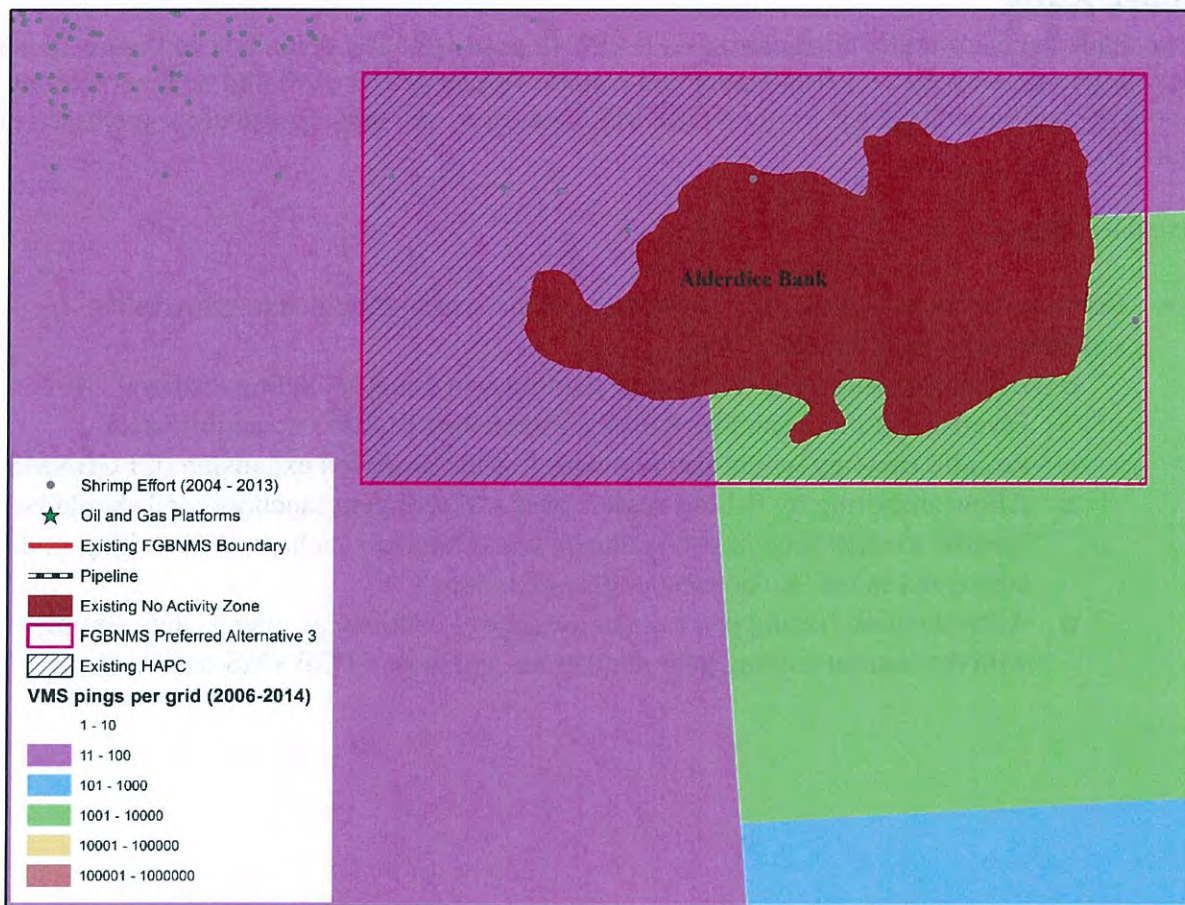 Ahlerdice Bank
Shrimp Effort (2004 - 2013)
Oil and Gas Platforms
Existing FGBNMS Boundary
Pipeline
Existing No Activity Zone
FGBNMS Preferred Alternative 3
Existing HAPC
VMS pings per grid (2006-2014)
1 - 10
11 - 100
101 - 1000
1001 - 10000
10001 - 100000
100001 - 1000000